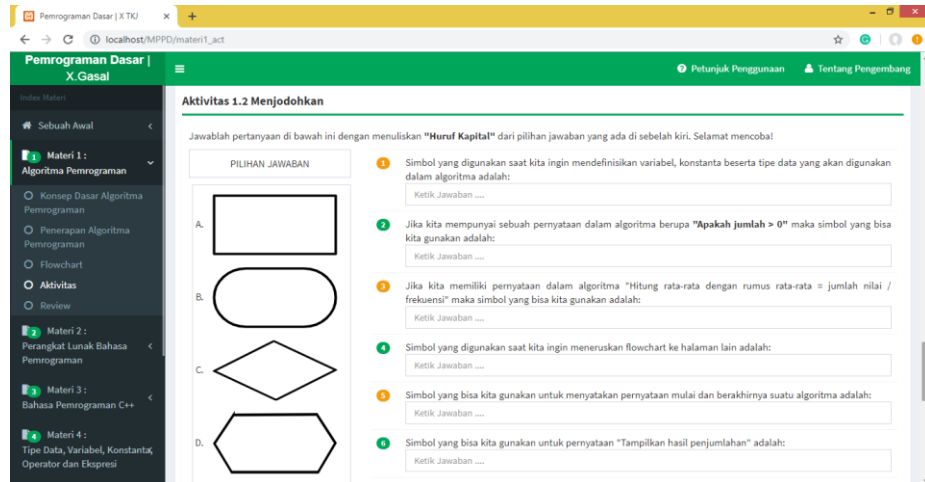 Pemrograman Dasar | X TKJ
localhost/MPPD/materi1_act
Pemrograman Dasar |
X.Gasal
Petunjuk Penggunaan
Tentang Pengembang
Index Materi
Sebuah Awal
1 Materi 1 :
Algoritma Pemrograman
Konsep Dasar Algoritma
Pemrograman
Penerapan Algoritma
Pemrograman
Flowchart
Aktivitas
Review
2 Materi 2 :
Perangkat Lunak Bahasa
Pemrograman
3 Materi 3 :
Bahasa Pemrograman C++
4 Materi 4 :
Tipe Data, Variabel, Konstanta,
Operator dan Ekspresi
Aktivitas 1.2 Menjodohkan
Jawablah pertanyaan di bawah ini dengan menuliskan "Huruf Kapital" dari pilihan jawaban yang ada di sebelah kiri. Selamat mencoba!
PILIHAN JAWABAN
A.
B.
C.
D.
1 Simbol yang digunakan saat kita ingin mendefinisikan variabel, konstanta beserta tipe data yang akan digunakan
dalam algoritma adalah:
Ketik Jawaban ....
2 Jika kita mempunyai sebuah pernyataan dalam algoritma berupa "Apakah jumlah > 0" maka simbol yang bisa
kita gunakan adalah:
Ketik Jawaban ....
3 Jika kita memiliki pernyataan dalam algoritma "Hitung rata-rata dengan rumus rata-rata = jumlah nilai /
frekuensi" maka simbol yang bisa kita gunakan adalah:
Ketik Jawaban ....
4 Simbol yang digunakan saat kita ingin meneruskan flowchart ke halaman lain adalah:
Ketik Jawaban ....
5 Simbol yang bisa kita gunakan untuk menyatakan pernyataan mulai dan berakhirnya suatu algoritma adalah:
Ketik Jawaban ....
6 Simbol yang bisa kita gunakan untuk pernyataan "Tampilkan hasil penjumlahan" adalah:
Ketik Jawaban ....